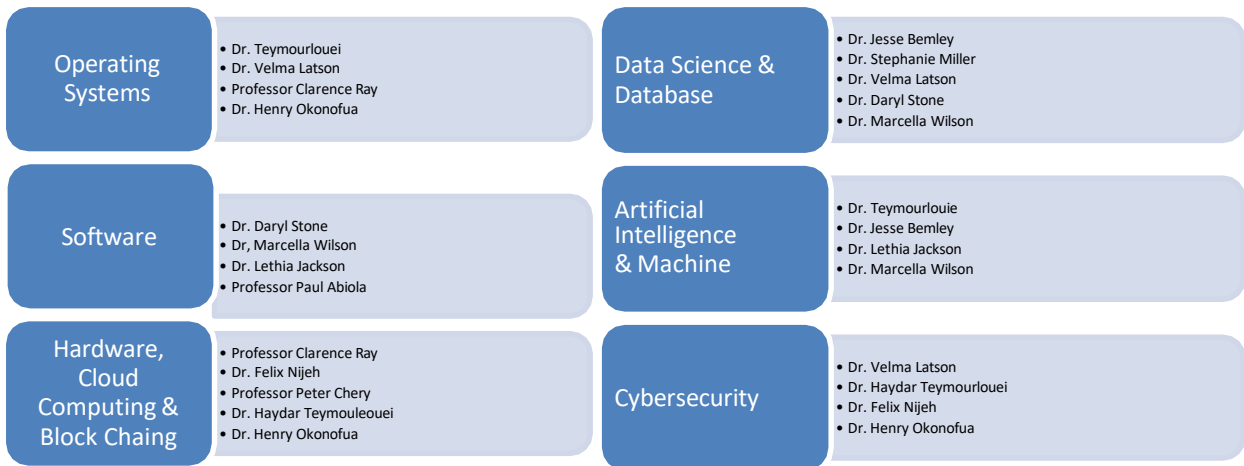 Operating
Systems
• Dr. Teymourlouei
• Dr. Velma Latson
• Professor Clarence Ray
• Dr. Henry Okonofua
Data Science &
Database
• Dr. Jesse Bemley
• Dr. Stephanie Miller
• Dr. Velma Latson
• Dr. Daryl Stone
• Dr. Marcella Wilson
Software
• Dr. Daryl Stone
• Dr, Marcella Wilson
• Dr. Lethia Jackson
• Professor Paul Abiola
Artificial
Intelligence
& Machine
• Dr. Teymourlouie
• Dr. Jesse Bemley
• Dr. Lethia Jackson
• Dr. Marcella Wilson
Hardware,
Cloud
Computing &
Block Chaing
• Professor Clarence Ray
• Dr. Felix Nijeh
• Professor Peter Chery
• Dr. Haydar Teymouleouei
• Dr. Henry Okonofua
Cybersecurity
• Dr. Velma Latson
• Dr. Haydar Teymourlouei
• Dr. Felix Nijeh
• Dr. Henry Okonofua